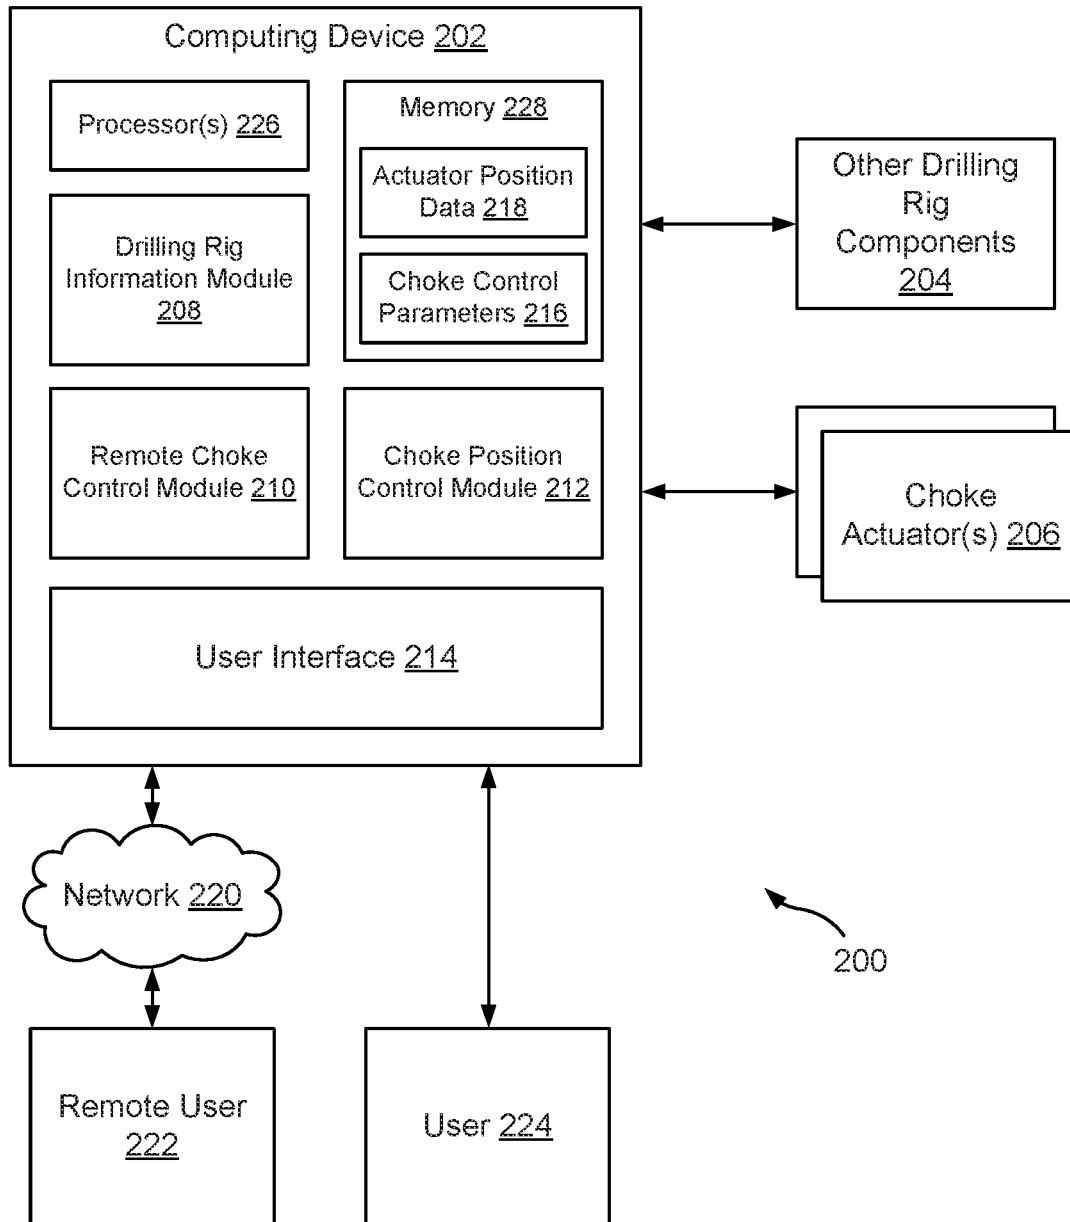 Computing Device 202
Processor(s) 226
Memory 228
Actuator Position
Data 218
Choke Control
Parameters 216
Drilling Rig
Information Module
208
Remote Choke
Control Module 210
Choke Position
Control Module 212
User Interface 214
Other Drilling
Rig
Components
204
Choke
Actuator(s) 206
Network 220
200
Remote User
222
User 224